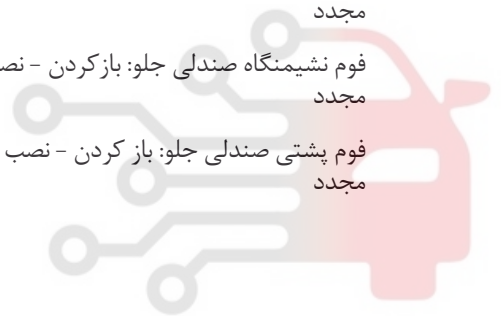 مجدد
فوم نشیمنگاه صندلی جلو: بازکردن - نصب
مجدد
فوم پشتی صندلی جلو: باز کردن - نصب
مجدد